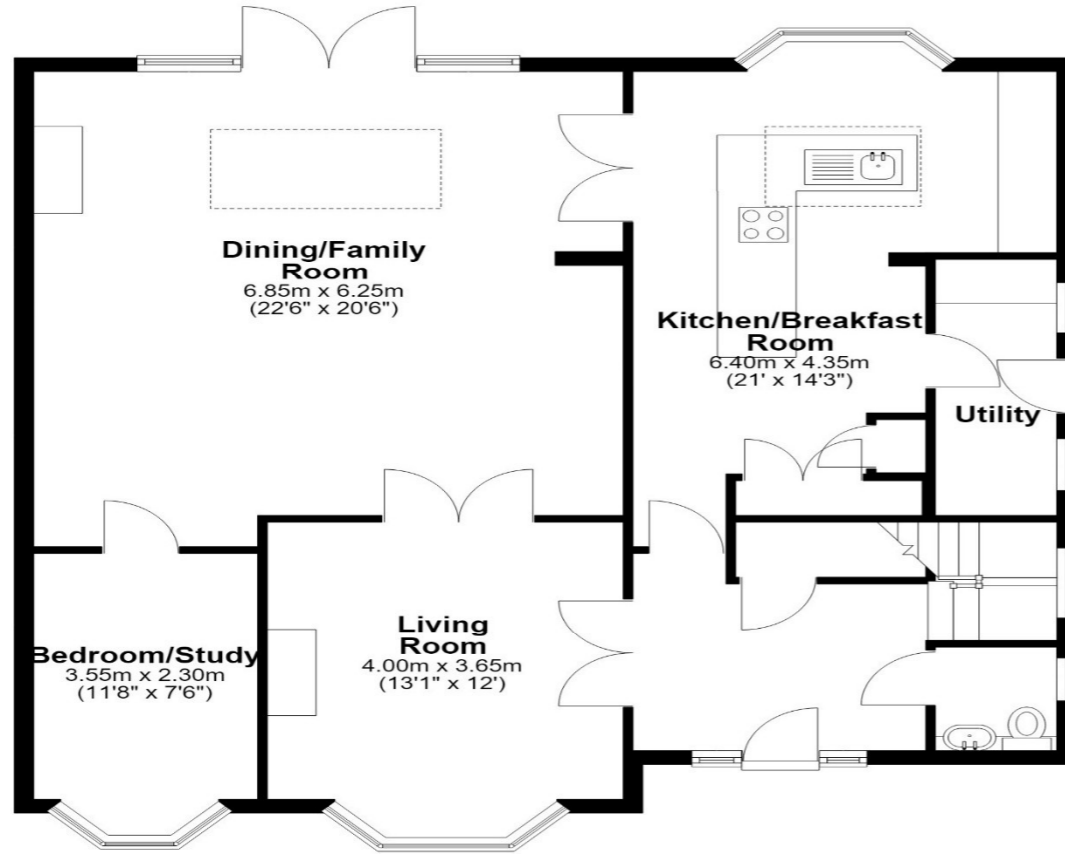 Dining/Family
Room
6.85m x 6.25m
(22'6" x 20'6")
Kitchen/Breakfast
Room
6.40m x 4.35m
(21' x 14'3")
Utility
Living
Room
4.00m x 3.65m
(13'1" x 12')
Bedroom/Study
3.55m x 2.30m
(11'8" x 7'6")